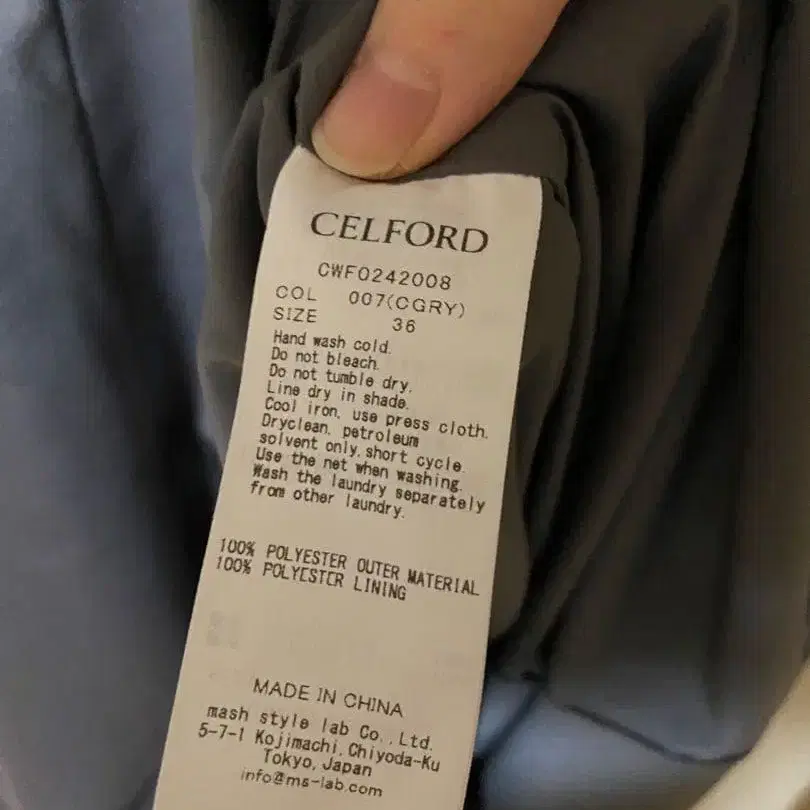 CELFORD
CWF0242008
COL 007(CGRY)
SIZE 36
Hand wash cold.
Do not bleach.
Do not tumble dry.
Line dry in shade.
Cool iron, use press cloth.
Dryclean, petroleum
solvent only, short cycle.
Use the net when washing.
Wash the laundry separately
from other laundry.
100% POLYESTER OUTER MATERIAL
100% POLYESTER LINING
MADE IN CHINA
mash style lab Co.,Ltd.
5-7-1 Kojimachi,Chiyoda-Ku
Tokyo,Japan
info@ms-lab.com